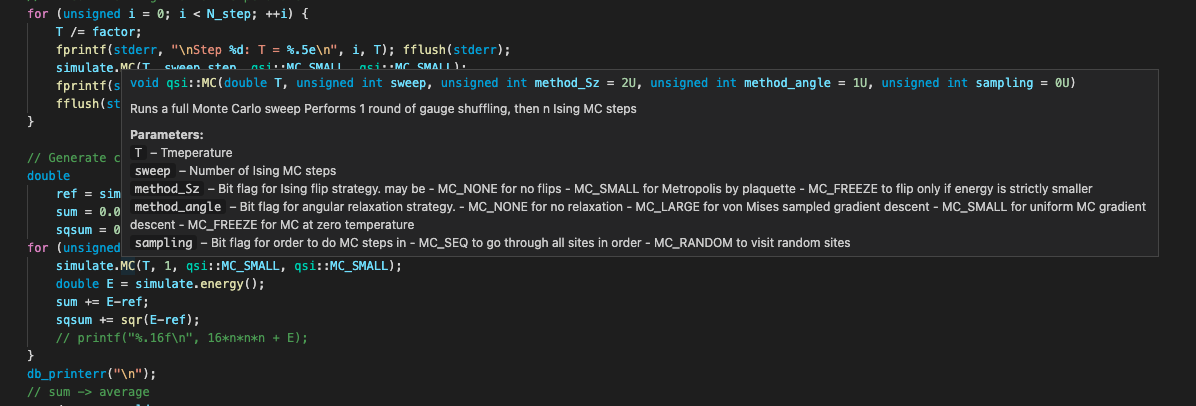 for (unsigned i = 0; i < N_step; ++i) {
T /= factor;
fprintf(stderr, "\nStep %d: T = %.5e\n", i, T); fflush(stderr);
simulate.MC(T, sweep_step, qsi::MC_SMALL, qsi::MC_SMALL);
void qsi::MC(double T, unsigned int sweep, unsigned int method_Sz = 2U, unsigned int method_angle = 1U, unsigned int sampling = 0U)
fprintf(s
Runs a full Monte Carlo sweep Performs 1 round of gauge shuffling, then n Ising MC steps
fflush(st
}
Parameters:
T – Tmeperature
// Generate c
sweep – Number of Ising MC steps
double
method_Sz – Bit flag for Ising flip strategy. may be - MC_NONE for no flips - MC_SMALL for Metropolis by plaquette - MC_FREEZE to flip only if energy is strictly smaller
ref = sim
method_angle – Bit flag for angular relaxation strategy. - MC_NONE for no relaxation - MC_LARGE for von Mises sampled gradient descent - MC_SMALL for uniform MC gradient
sum = 0.0
descent - MC_FREEZE for MC at zero temperature
sqsum = 0
sampling – Bit flag for order to do MC steps in - MC_SEQ to go through all sites in order - MC_RANDOM to visit random sites
for (unsigned
simulate.MC(T, 1, qsi::MC_SMALL, qsi::MC_SMALL);
double E = simulate.energy();
sum += E-ref;
sqsum += sqr(E-ref);
// printf("%.16f\n", 16*n*n*n + E);
}
db_printerr("\n");
// sum -> average